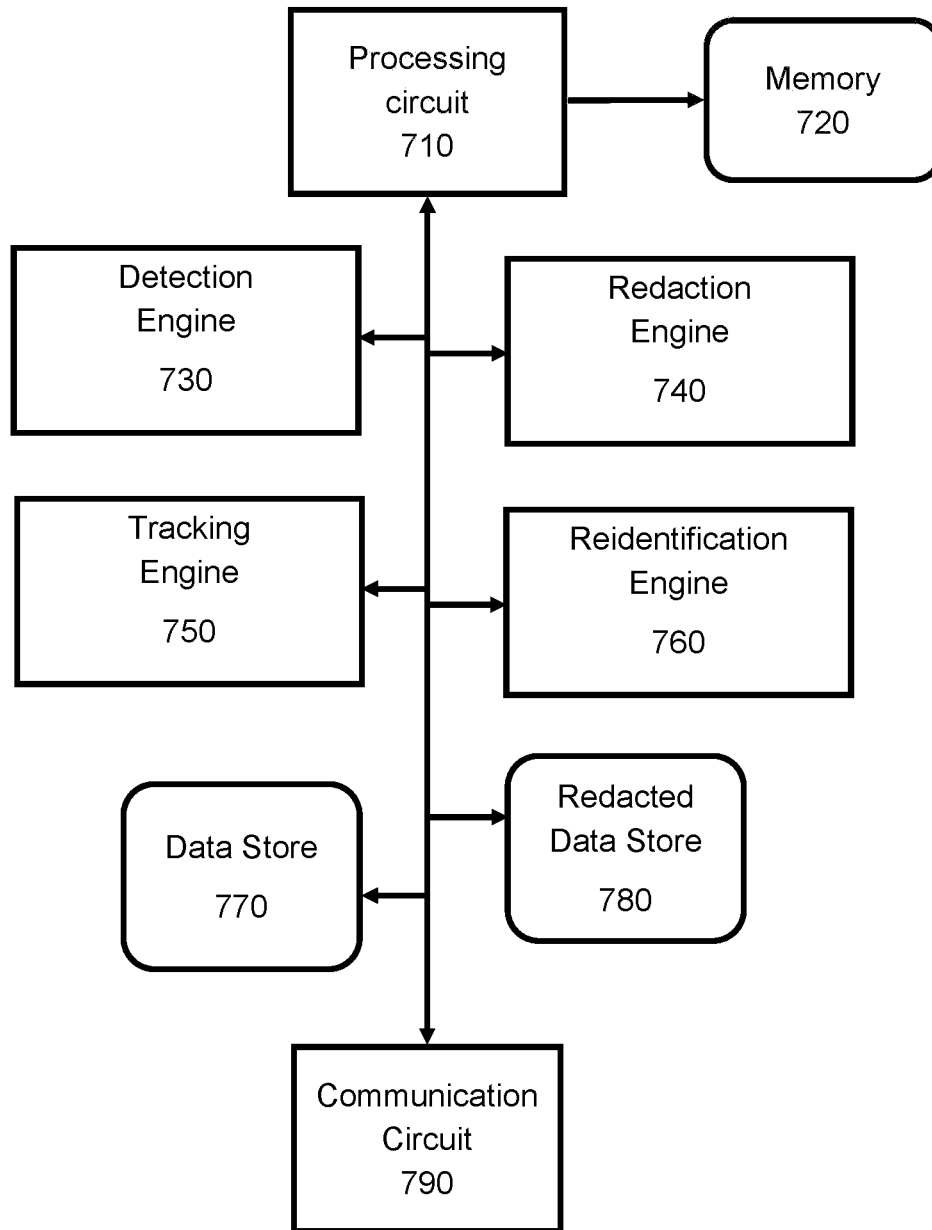 Processing
circuit
710
Memory
720
Detection
Engine
730
Redaction
Engine
740
Tracking
Engine
750
Reidentification
Engine
760
Data Store
770
Redacted
Data Store
780
Communication
Circuit
790